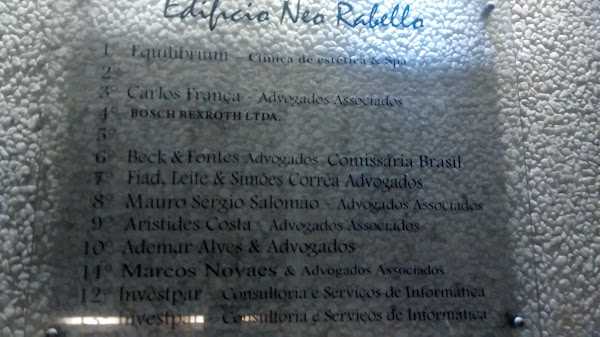 Edifício Neo Rabello
1º Equilibrium - Clínica de estética & Spa
2º
3º Carlos França - Advogados Associados
4º BOSCH REXROTH LTDA.
5º
6º Beck & Fontes Advogados Comissária Brasil
7º Fiad, Leite & Simões Corrêa Advogados
8º Mauro Sérgio Salomão - Advogados Associados
9º Aristides Costa - Advogados Associados
10º Ademar Alves & Advogados
11º Marcos Novaes & Advogados Associados
12º Investpar - Consultoria e Serviços de Informática
Investpar - Consultoria e Serviços de Informática